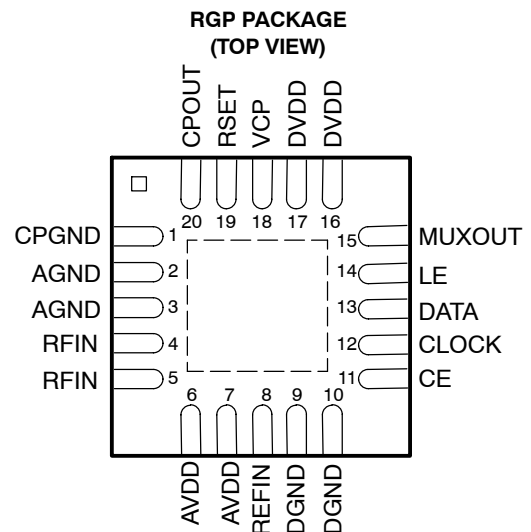 RGP PACKAGE
(TOP VIEW)
CPOUT
RSET
VCP
DVDD
DVDD
20 19 18 17 16
CPGND 1
AGND 2
AGND 3
RFIN 4
RFIN 5
15 MUXOUT
14 LE
13 DATA
12 CLOCK
11 CE
6 7 8 9 10
AVDD
AVDD
REFIN
DGND
DGND